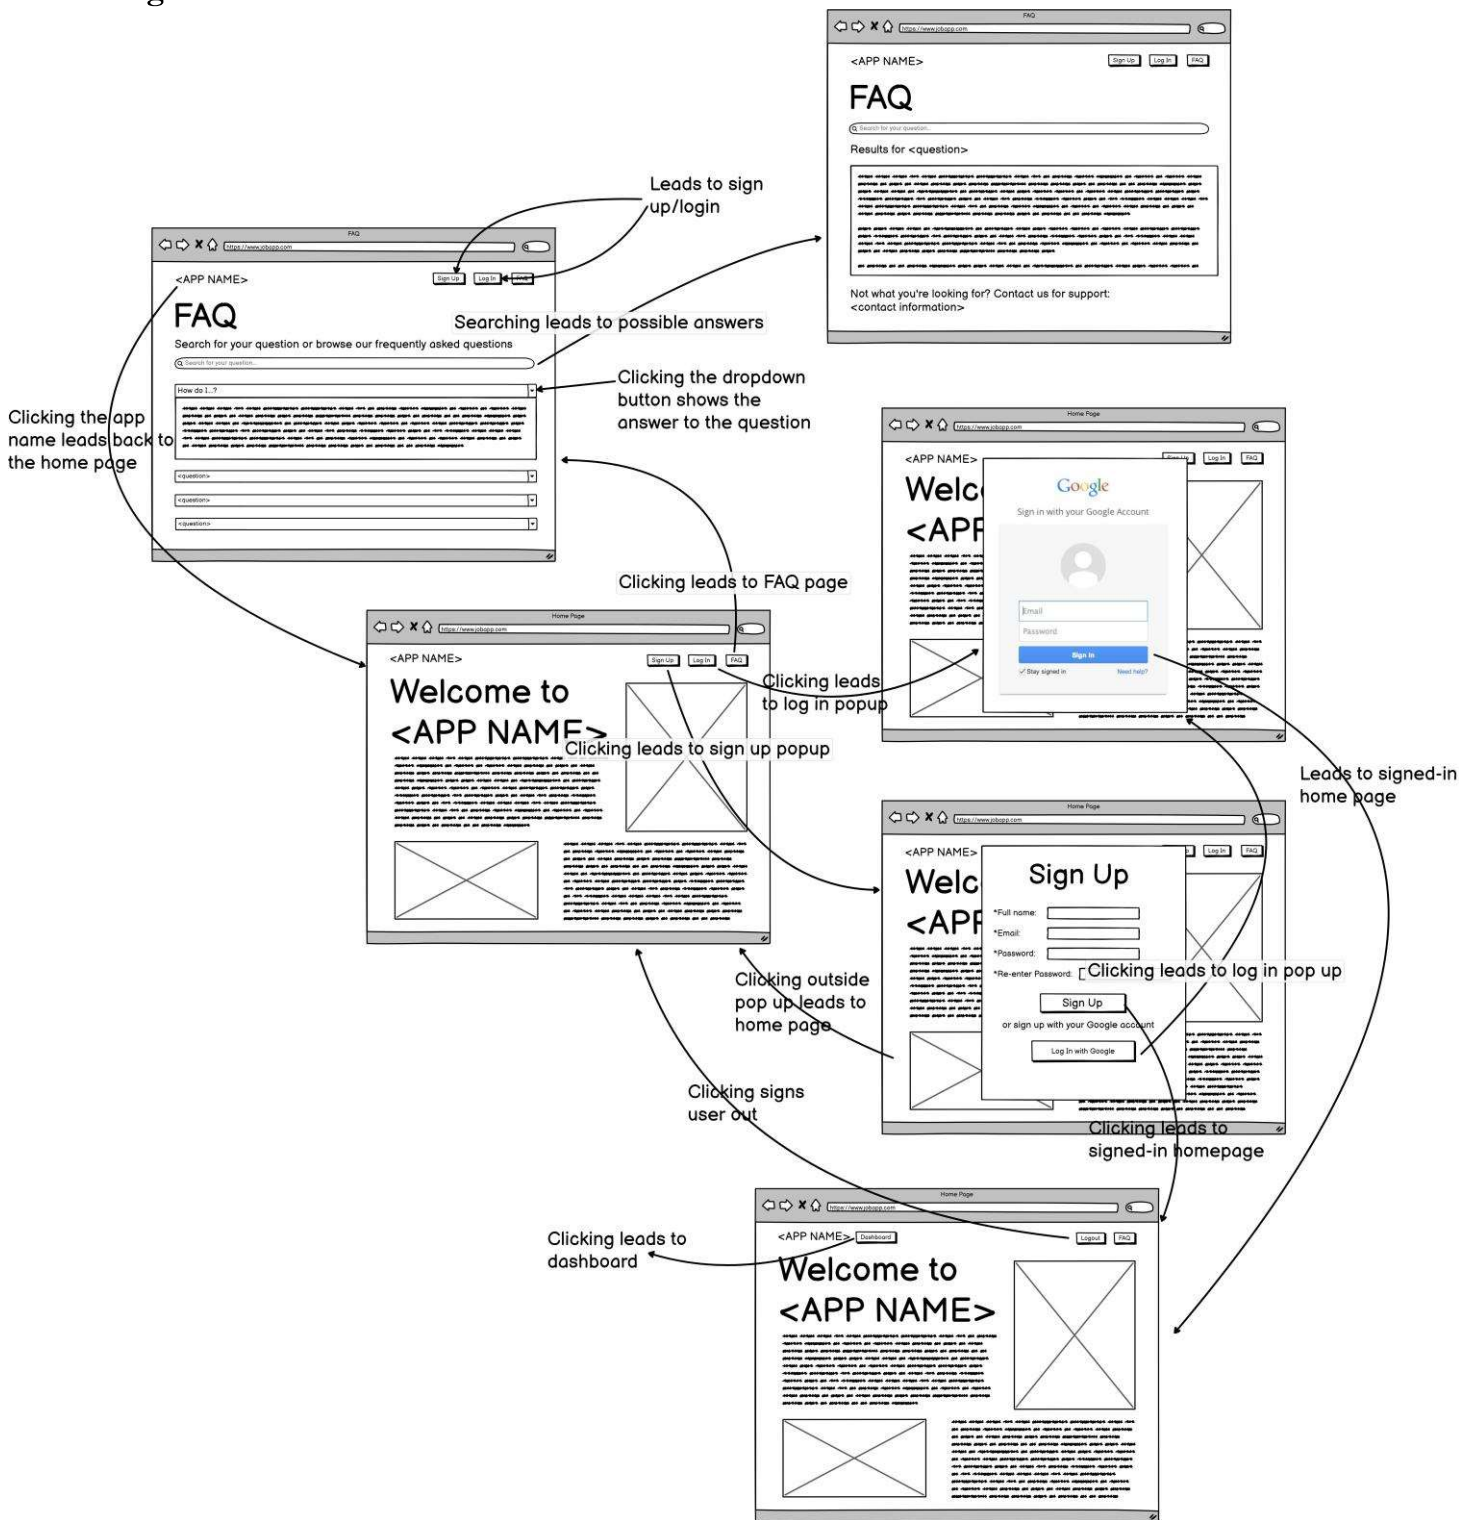 FAQ
https://www.jobapp.com
<APP NAME>
Sign Up
Log In
FAQ
FAQ
Search for your question...
Results for <question>
Not what you're looking for? Contact us for support:
<contact information>
Leads to sign
up/login
FAQ
https://www.jobapp.com
<APP NAME>
Sign Up
Log In
FAQ
FAQ
Search for your question or browse our frequently asked questions
Search for your question...
How do I...?
<question>
<question>
<question>
Searching leads to possible answers
Clicking the dropdown
button shows the
answer to the question
Clicking the app
name leads back to
the home page
Clicking leads to FAQ page
Home Page
https://www.jobapp.com
<APP NAME>
Sign Up
Log In
FAQ
Welcome to
<APP NAME>
Clicking leads
to log in popup
Clicking leads to sign up popup
Home Page
https://www.jobapp.com
<APP NAME>
Log In
FAQ
Google
Sign in with your Google Account
Email
Password
Sign in
Stay signed in
Need help?
Leads to signed-in
home page
Home Page
https://www.jobapp.com
<APP NAME>
Log In
FAQ
Sign Up
*Full name:
*Email:
*Password:
*Re-enter Password:
Clicking leads to log in pop up
Sign Up
or sign up with your Google account
Log In with Google
Clicking outside
pop up leads to
home page
Clicking signs
user out
Clicking leads to
signed-in homepage
Clicking leads to
dashboard
Home Page
https://www.jobapp.com
<APP NAME>
Dashboard
Logout
FAQ
Welcome to
<APP NAME>